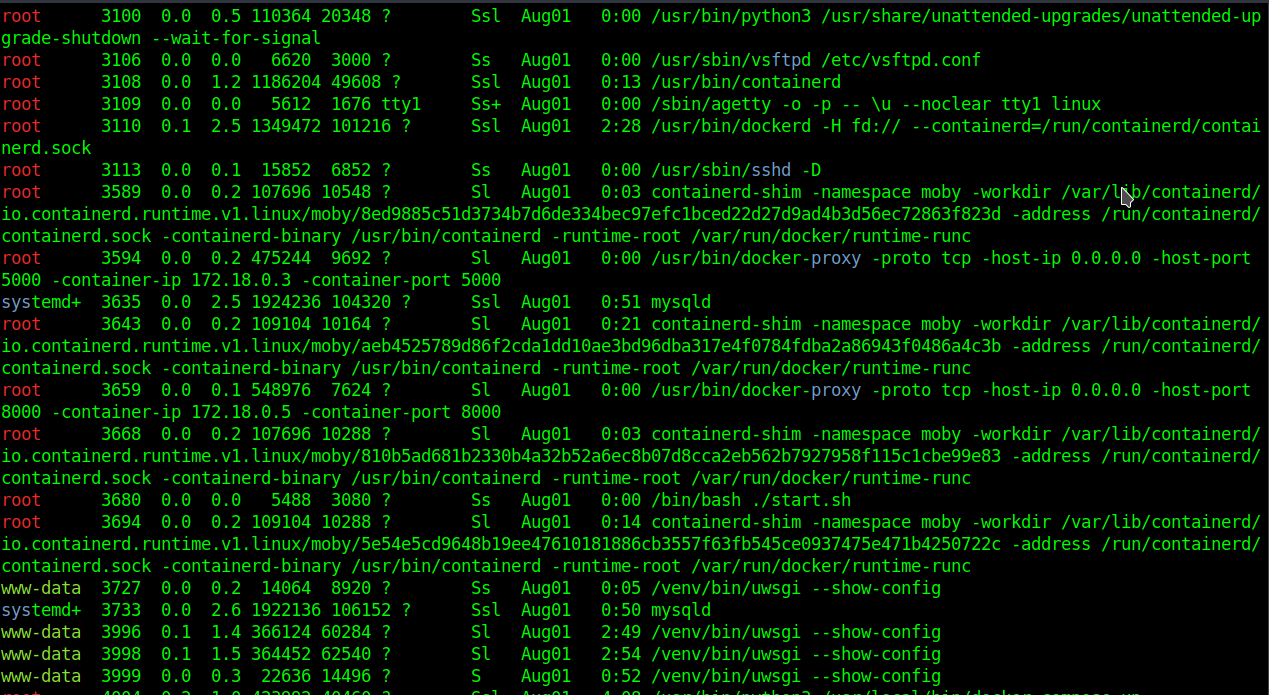 root      3100  0.0  0.5 110364 20348 ?        Ssl  Aug01   0:00 /usr/bin/python3 /usr/share/unattended-upgrades/unattended-up
grade-shutdown --wait-for-signal
root      3106  0.0  0.0   6620  3000 ?        Ss   Aug01   0:00 /usr/sbin/vsftpd /etc/vsftpd.conf
root      3108  0.0  1.2 1186204 49608 ?       Ssl  Aug01   0:13 /usr/bin/containerd
root      3109  0.0  0.0   5612  1676 tty1     Ss+  Aug01   0:00 /sbin/agetty -o -p -- \u --noclear tty1 linux
root      3110  0.1  2.5 1349472 101216 ?      Ssl  Aug01   2:28 /usr/bin/dockerd -H fd:// --containerd=/run/containerd/contai
nerd.sock
root      3113  0.0  0.1  15852  6852 ?        Ss   Aug01   0:00 /usr/sbin/sshd -D
root      3589  0.0  0.2 107696 10548 ?        Sl   Aug01   0:03 containerd-shim -namespace moby -workdir /var/lib/containerd/
io.containerd.runtime.v1.linux/moby/8ed9885c51d3734b7d6de334bec97efc1bced22d27d9ad4b3d56ec72863f823d -address /run/containerd/
containerd.sock -containerd-binary /usr/bin/containerd -runtime-root /var/run/docker/runtime-runc
root      3594  0.0  0.2 475244  9692 ?        Sl   Aug01   0:00 /usr/bin/docker-proxy -proto tcp -host-ip 0.0.0.0 -host-port
5000 -container-ip 172.18.0.3 -container-port 5000
systemd+  3635  0.0  2.5 1924236 104320 ?      Ssl  Aug01   0:51 mysqld
root      3643  0.0  0.2 109104 10164 ?        Sl   Aug01   0:21 containerd-shim -namespace moby -workdir /var/lib/containerd/
io.containerd.runtime.v1.linux/moby/aeb4525789d86f2cda1dd10ae3bd96dba317e4f0784fdba2a86943f0486a4c3b -address /run/containerd/
containerd.sock -containerd-binary /usr/bin/containerd -runtime-root /var/run/docker/runtime-runc
root      3659  0.0  0.1 548976  7624 ?        Sl   Aug01   0:00 /usr/bin/docker-proxy -proto tcp -host-ip 0.0.0.0 -host-port
8000 -container-ip 172.18.0.5 -container-port 8000
root      3668  0.0  0.2 107696 10288 ?        Sl   Aug01   0:03 containerd-shim -namespace moby -workdir /var/lib/containerd/
io.containerd.runtime.v1.linux/moby/810b5ad681b2330b4a32b52a6ec8b07d8cca2eb562b7927958f115c1cbe99e83 -address /run/containerd/
containerd.sock -containerd-binary /usr/bin/containerd -runtime-root /var/run/docker/runtime-runc
root      3680  0.0  0.0   5488  3080 ?        Ss   Aug01   0:00 /bin/bash ./start.sh
root      3694  0.0  0.2 109104 10288 ?        Sl   Aug01   0:14 containerd-shim -namespace moby -workdir /var/lib/containerd/
io.containerd.runtime.v1.linux/moby/5e54e5cd9648b19ee47610181886cb3557f63fb545ce0937475e471b4250722c -address /run/containerd/
containerd.sock -containerd-binary /usr/bin/containerd -runtime-root /var/run/docker/runtime-runc
www-data  3727  0.0  0.2  14064  8920 ?        Ss   Aug01   0:05 /venv/bin/uwsgi --show-config
systemd+  3733  0.0  2.6 1922136 106152 ?      Ssl  Aug01   0:50 mysqld
www-data  3996  0.1  1.4 366124 60284 ?        Sl   Aug01   2:49 /venv/bin/uwsgi --show-config
www-data  3998  0.1  1.5 364452 62540 ?        Sl   Aug01   2:54 /venv/bin/uwsgi --show-config
www-data  3999  0.0  0.3  22636 14496 ?        S    Aug01   0:52 /venv/bin/uwsgi --show-config